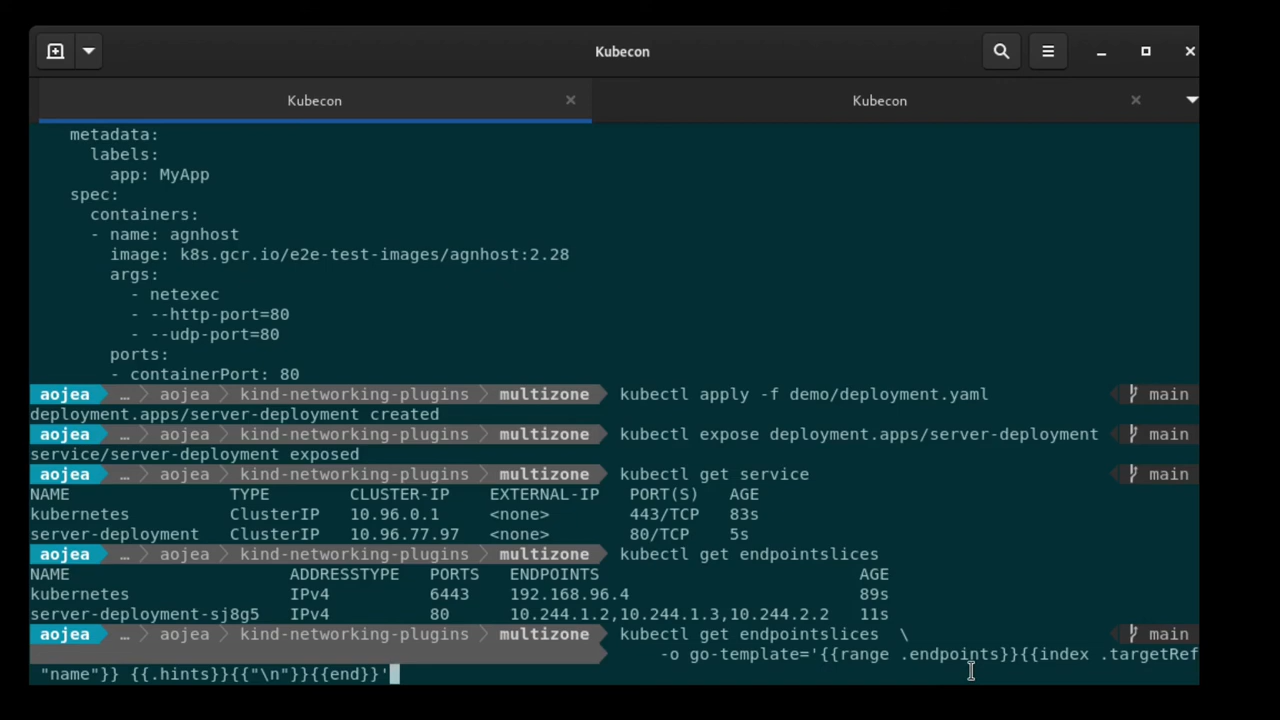 Kubecon
Kubecon
Kubecon
metadata:
labels:
app: MyApp
spec:
containers:
- name: agnhost
image: k8s.gcr.io/e2e-test-images/agnhost:2.28
args:
- netexec
- --http-port=80
- --udp-port=80
ports:
- containerPort: 80
aojea … aojea kind-networking-plugins multizone kubectl apply -f demo/deployment.yaml main
deployment.apps/server-deployment created
aojea … aojea kind-networking-plugins multizone kubectl expose deployment.apps/server-deployment main
service/server-deployment exposed
aojea … aojea kind-networking-plugins multizone kubectl get service main
NAME TYPE CLUSTER-IP EXTERNAL-IP PORT(S) AGE
kubernetes ClusterIP 10.96.0.1 <none> 443/TCP 83s
server-deployment ClusterIP 10.96.77.97 <none> 80/TCP 5s
aojea … aojea kind-networking-plugins multizone kubectl get endpointslices
NAME ADDRESSTYPE PORTS ENDPOINTS AGE
kubernetes IPv4 6443 192.168.96.4 89s
server-deployment-sj8g5 IPv4 80 10.244.1.2,10.244.1.3,10.244.2.2 11s
aojea … aojea kind-networking-plugins multizone kubectl get endpointslices \ main
-o go-template='{{range .endpoints}}{{index .targetRef
"name"}} {{.hints}}{{"\n"}}{{end}}'